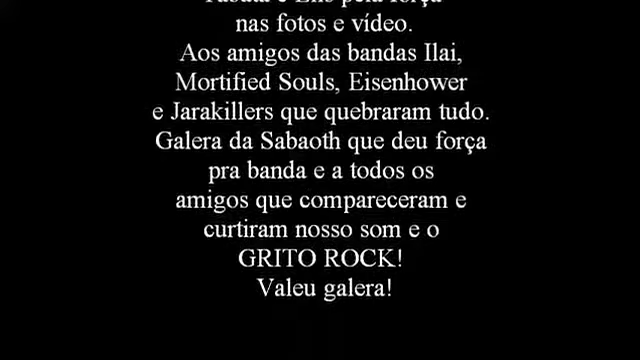 nas fotos e vídeo.
Aos amigos das bandas Ilai,
Mortified Souls, Eisenhower
e Jarakillers que quebraram tudo.
Galera da Sabaoth que deu força
pra banda e a todos os
amigos que compareceram e
curtiram nosso som e o
GRITO ROCK!
Valeu galera!